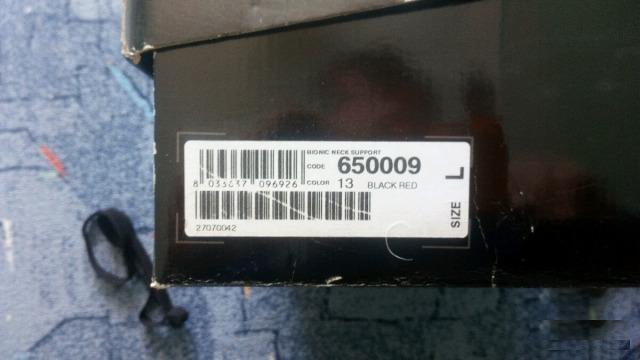 BIONIC NECK SUPPORT
CODE 650009
8 033637 096926 COLOR 13 BLACK RED
SIZE L
27070042